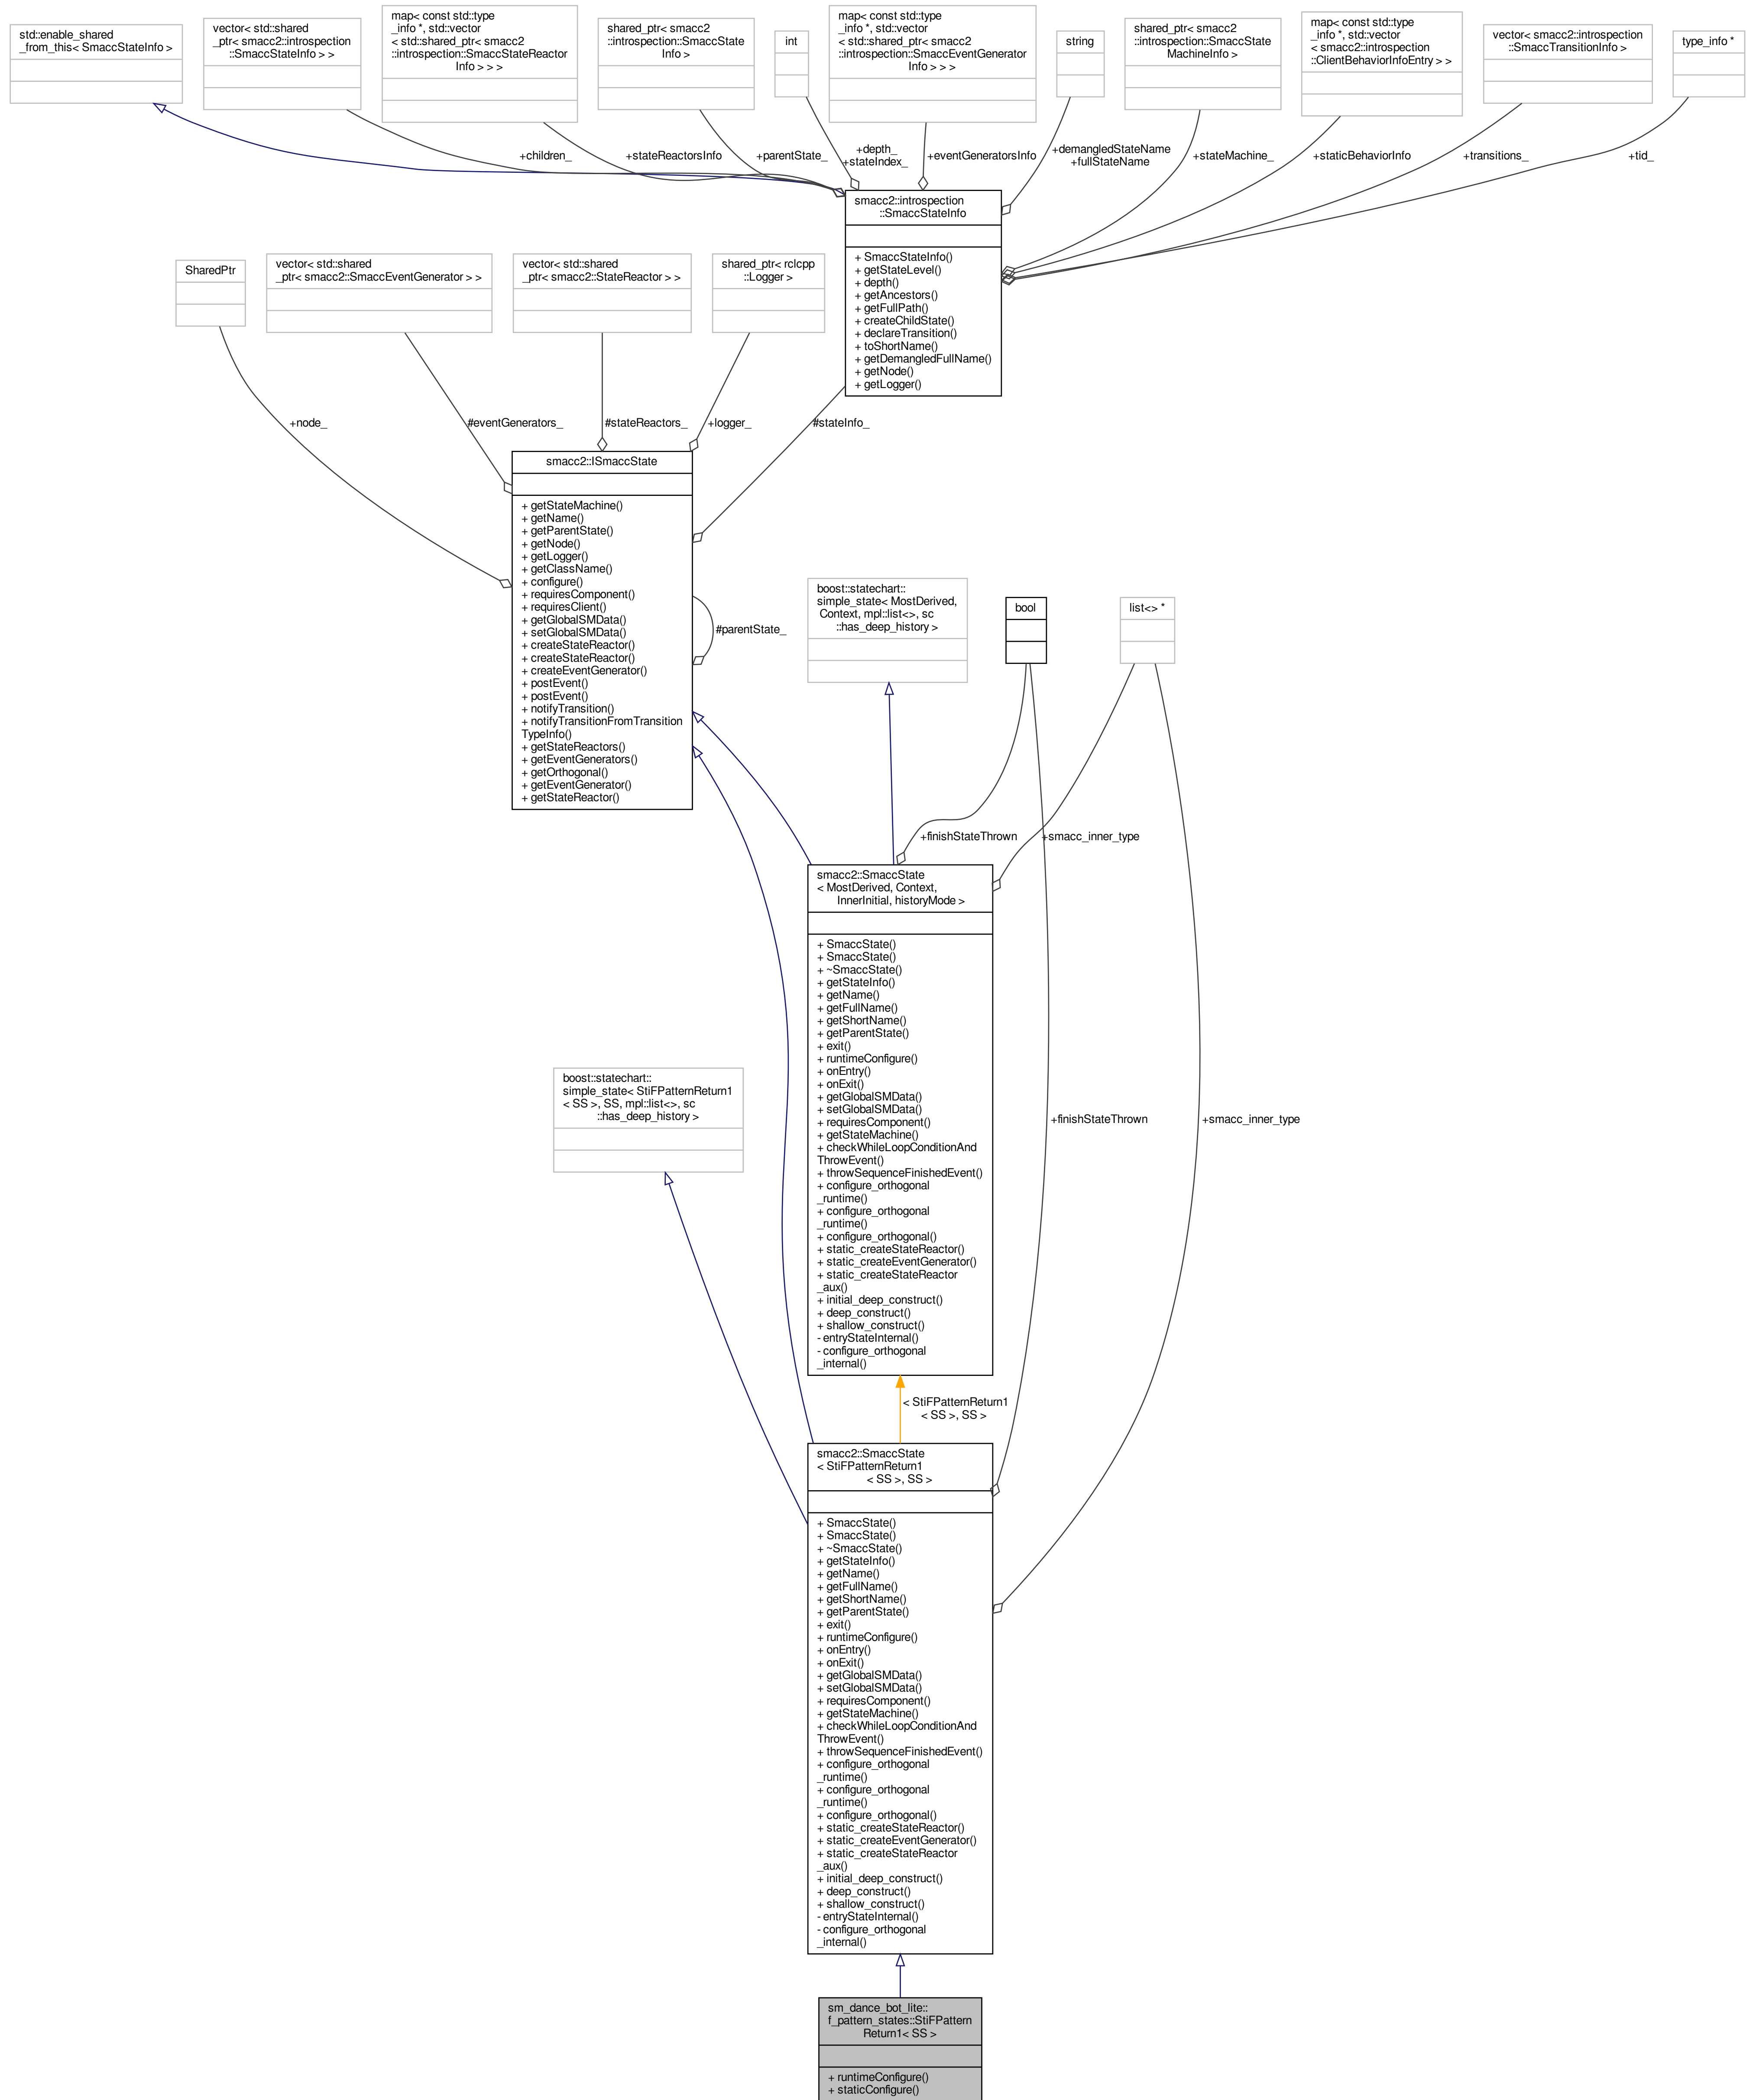 std::enable_shared
_from_this< SmaccStateInfo >
vector< std::shared
_ptr< smacc2::introspection
::SmaccStateInfo > >
map< const std::type
_info *, std::vector
< std::shared_ptr< smacc2
::introspection::SmaccStateReactor
Info > > >
shared_ptr< smacc2
::introspection::SmaccState
Info >
int
map< const std::type
_info *, std::vector
< std::shared_ptr< smacc2
::introspection::SmaccEventGenerator
Info > > >
string
shared_ptr< smacc2
::introspection::SmaccState
MachineInfo >
map< const std::type
_info *, std::vector
< smacc2::introspection
::ClientBehaviorInfoEntry > >
vector< smacc2::introspection
::SmaccTransitionInfo >
type_info *
+children_
+stateReactorsInfo
+parentState_
+depth_
+stateIndex_
+eventGeneratorsInfo
+demangledStateName
+fullStateName
+stateMachine_
+staticBehaviorInfo
+transitions_
+tid_
smacc2::introspection
::SmaccStateInfo
+ SmaccStateInfo()
+ getStateLevel()
+ depth()
+ getAncestors()
+ getFullPath()
+ createChildState()
+ declareTransition()
+ toShortName()
+ getDemangledFullName()
+ getNode()
+ getLogger()
SharedPtr
vector< std::shared
_ptr< smacc2::SmaccEventGenerator > >
vector< std::shared
_ptr< smacc2::StateReactor > >
shared_ptr< rclcpp
::Logger >
+node_
#eventGenerators_
#stateReactors_
+logger_
#stateInfo_
smacc2::ISmaccState
+ getStateMachine()
+ getName()
+ getParentState()
+ getNode()
+ getLogger()
+ getClassName()
+ configure()
+ requiresComponent()
+ requiresClient()
+ getGlobalSMData()
+ setGlobalSMData()
+ createStateReactor()
+ createStateReactor()
+ createEventGenerator()
+ postEvent()
+ postEvent()
+ notifyTransition()
+ notifyTransitionFromTransition
TypeInfo()
+ getStateReactors()
+ getEventGenerators()
+ getOrthogonal()
+ getEventGenerator()
+ getStateReactor()
#parentState_
boost::statechart::
simple_state< MostDerived,
Context, mpl::list<>, sc
::has_deep_history >
bool
list<> *
+finishStateThrown
+smacc_inner_type
smacc2::SmaccState
< MostDerived, Context,
InnerInitial, historyMode >
+ SmaccState()
+ SmaccState()
+ ~SmaccState()
+ getStateInfo()
+ getName()
+ getFullName()
+ getShortName()
+ getParentState()
+ exit()
+ runtimeConfigure()
+ onEntry()
+ onExit()
+ getGlobalSMData()
+ setGlobalSMData()
+ requiresComponent()
+ getStateMachine()
+ checkWhileLoopConditionAnd
ThrowEvent()
+ throwSequenceFinishedEvent()
+ configure_orthogonal
_runtime()
+ configure_orthogonal
_runtime()
+ configure_orthogonal()
+ static_createStateReactor()
+ static_createEventGenerator()
+ static_createStateReactor
_aux()
+ initial_deep_construct()
+ deep_construct()
+ shallow_construct()
- entryStateInternal()
- configure_orthogonal
_internal()
boost::statechart::
simple_state< StiFPatternReturn1
< SS >, SS, mpl::list<>, sc
::has_deep_history >
+finishStateThrown
+smacc_inner_type
< StiFPatternReturn1
< SS >, SS >
smacc2::SmaccState
< StiFPatternReturn1
< SS >, SS >
+ SmaccState()
+ SmaccState()
+ ~SmaccState()
+ getStateInfo()
+ getName()
+ getFullName()
+ getShortName()
+ getParentState()
+ exit()
+ runtimeConfigure()
+ onEntry()
+ onExit()
+ getGlobalSMData()
+ setGlobalSMData()
+ requiresComponent()
+ getStateMachine()
+ checkWhileLoopConditionAnd
ThrowEvent()
+ throwSequenceFinishedEvent()
+ configure_orthogonal
_runtime()
+ configure_orthogonal
_runtime()
+ configure_orthogonal()
+ static_createStateReactor()
+ static_createEventGenerator()
+ static_createStateReactor
_aux()
+ initial_deep_construct()
+ deep_construct()
+ shallow_construct()
- entryStateInternal()
- configure_orthogonal
_internal()
sm_dance_bot_lite::
f_pattern_states::StiFPattern
Return1< SS >
+ runtimeConfigure()
+ staticConfigure()